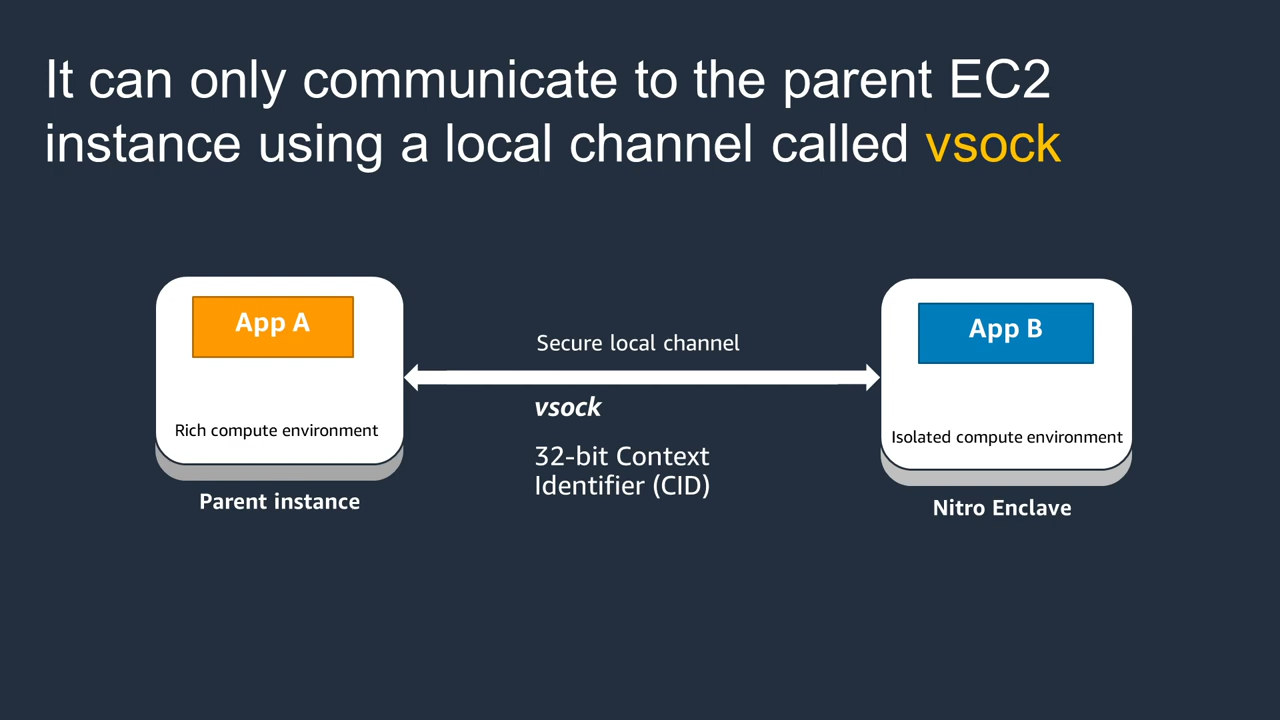 It can only communicate to the parent EC2
instance using a local channel called vsock
App A
Rich compute environment
Parent instance
Secure local channel
vsock
32-bit Context
Identifier (CID)
App B
Isolated compute environment
Nitro Enclave